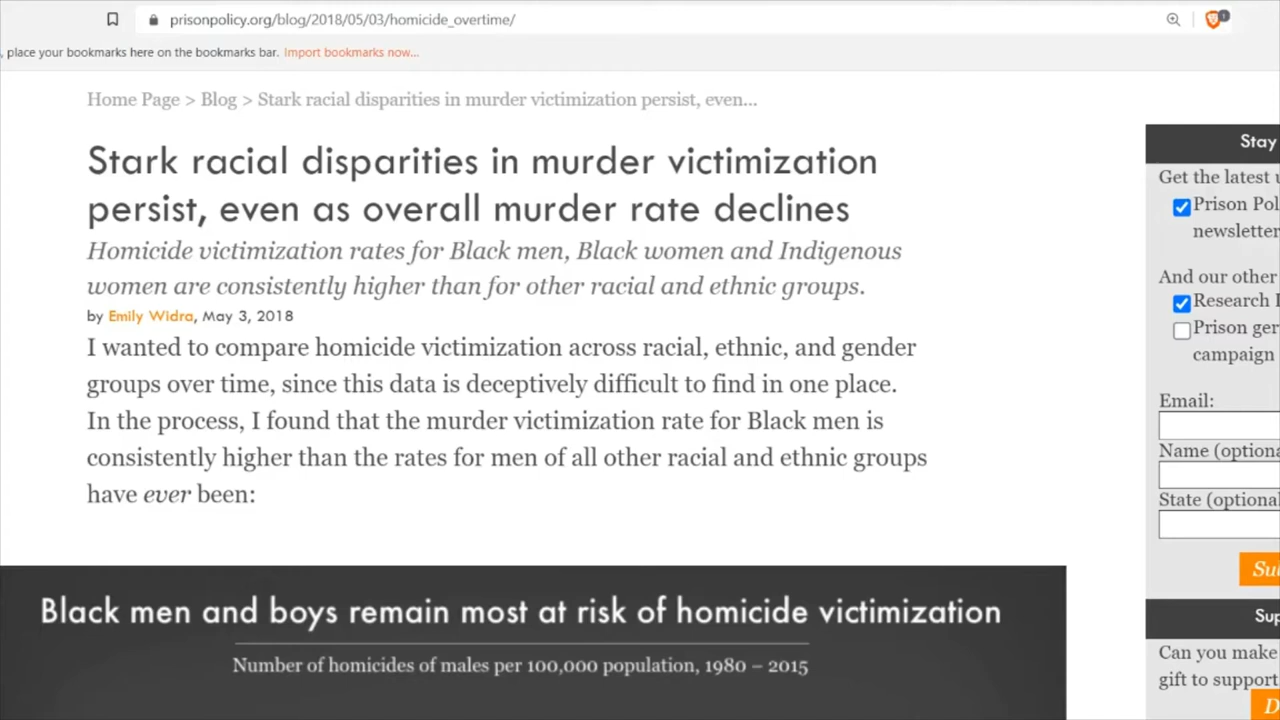 prisonpolicy.org/blog/2018/05/03/homicide_overtime/
1
, place your bookmarks here on the bookmarks bar. Import bookmarks now...
Home Page > Blog > Stark racial disparities in murder victimization persist, even...
Stark racial disparities in murder victimization
persist, even as overall murder rate declines
Homicide victimization rates for Black men, Black women and Indigenous
women are consistently higher than for other racial and ethnic groups.
by Emily Widra, May 3, 2018
I wanted to compare homicide victimization across racial, ethnic, and gender
groups over time, since this data is deceptively difficult to find in one place.
In the process, I found that the murder victimization rate for Black men is
consistently higher than the rates for men of all other racial and ethnic groups
have ever been:
Black men and boys remain most at risk of homicide victimization
Number of homicides of males per 100,000 population, 1980 – 2015
Stay
Get the latest u
Prison Pol
newsletter
And our other
Research I
Prison ger
campaign
Email:
Name (optiona
State (optional
Su
Sup
Can you make
gift to support
D